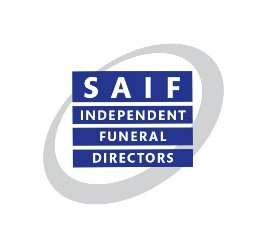 SAIF
INDEPENDENT
FUNERAL
DIRECTORS